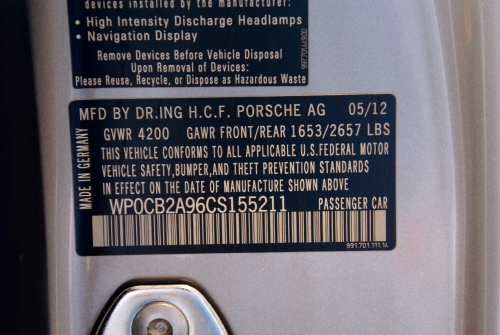 devices installed by the manufacturer:
• High Intensity Discharge Headlamps
• Navigation Display
Remove Devices Before Vehicle Disposal
Upon Removal of Devices:
Please Reuse, Recycle, or Dispose as Hazardous Waste
MFD BY DR.ING H.C.F. PORSCHE AG 05/12
GVWR 4200 GAWR FRONT/REAR 1653/2657 LBS
THIS VEHICLE CONFORMS TO ALL APPLICABLE U.S.FEDERAL MOTOR
VEHICLE SAFETY,BUMPER,AND THEFT PREVENTION STANDARDS
IN EFFECT ON THE DATE OF MANUFACTURE SHOWN ABOVE
WP0CB2A96CS155211 PASSENGER CAR
MADE IN GERMANY
991.701.111.14